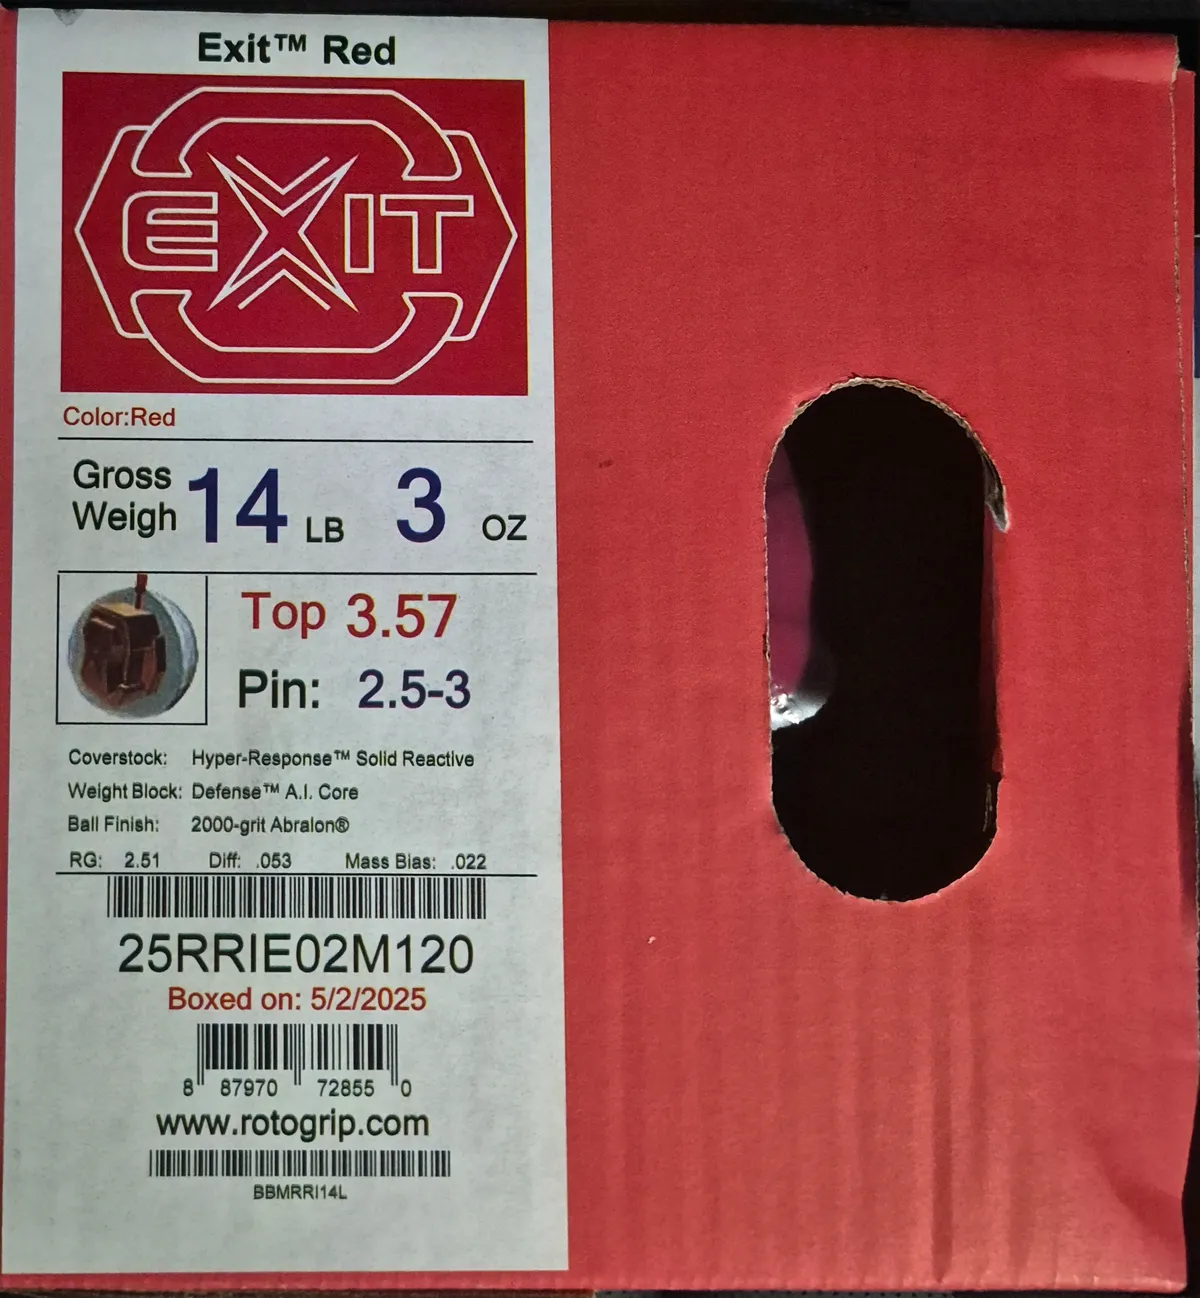 Exit™ Red
EXIT
Color:Red
Gross Weigh 14 LB 3 OZ
Top 3.57
Pin: 2.5-3
Coverstock: Hyper-Response™ Solid Reactive
Weight Block: Defense™ A.I. Core
Ball Finish: 2000-grit Abralon®
RG: 2.51 Diff: .053 Mass Bias: .022
25RRIE02M120
Boxed on: 5/2/2025
8 87970 72855 0
www.rotogrip.com
BBMRRI14L